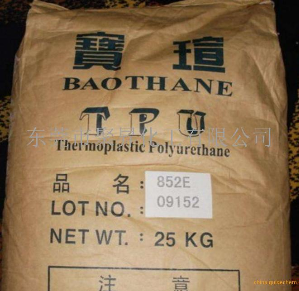 寶瑄
BAOTHANE
TPU
Thermoplastic Polyurethane
品 名: 852E
LOT NO.: 09152
NET WT.: 25 KG
注 意